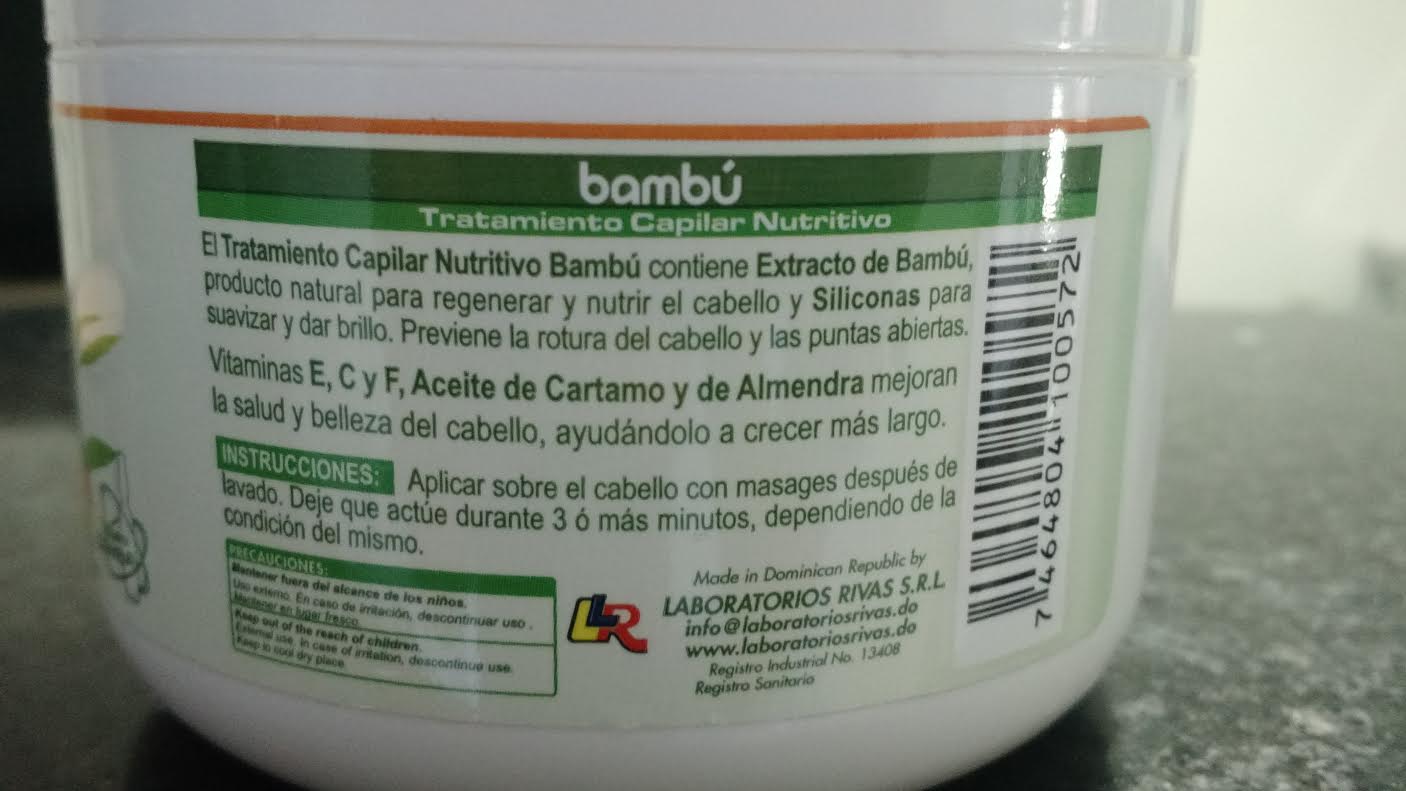 bambú
Tratamiento Capilar Nutritivo
El Tratamiento Capilar Nutritivo Bambú contiene Extracto de Bambú,
producto natural para regenerar y nutrir el cabello y Siliconas para
suavizar y dar brillo. Previene la rotura del cabello y las puntas abiertas.
Vitaminas E, C y F, Aceite de Cartamo y de Almendra mejoran
la salud y belleza del cabello, ayudándolo a crecer más largo.
INSTRUCCIONES: Aplicar sobre el cabello con masages después de
lavado. Deje que actúe durante 3 ó más minutos, dependiendo de la
condición del mismo.
PRECAUCIONES:
Mantener fuera del alcance de los niños.
Uso externo. En caso de irritación, discontinuar uso.
Mantener en lugar fresco.
Keep out of the reach of children.
External use, in case of irritation, descontinue use.
Keep in cool dry place.
LLR
Made in Dominican Republic by
LABORATORIOS RIVAS S.R.L.
info@laboratoriosrivas.do
www.laboratoriosrivas.do
Registro Industrial No. 13408
Registro Sanitario
7 464804 100572